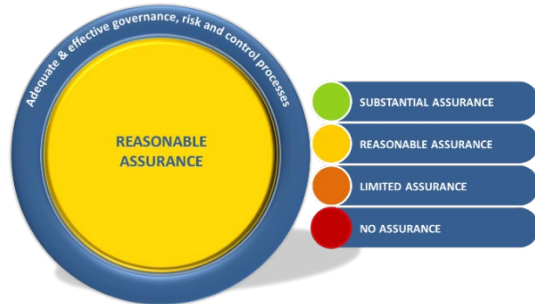 Adequate & effective governance, risk and control processes
REASONABLE
ASSURANCE
SUBSTANTIAL ASSURANCE
REASONABLE ASSURANCE
LIMITED ASSURANCE
NO ASSURANCE